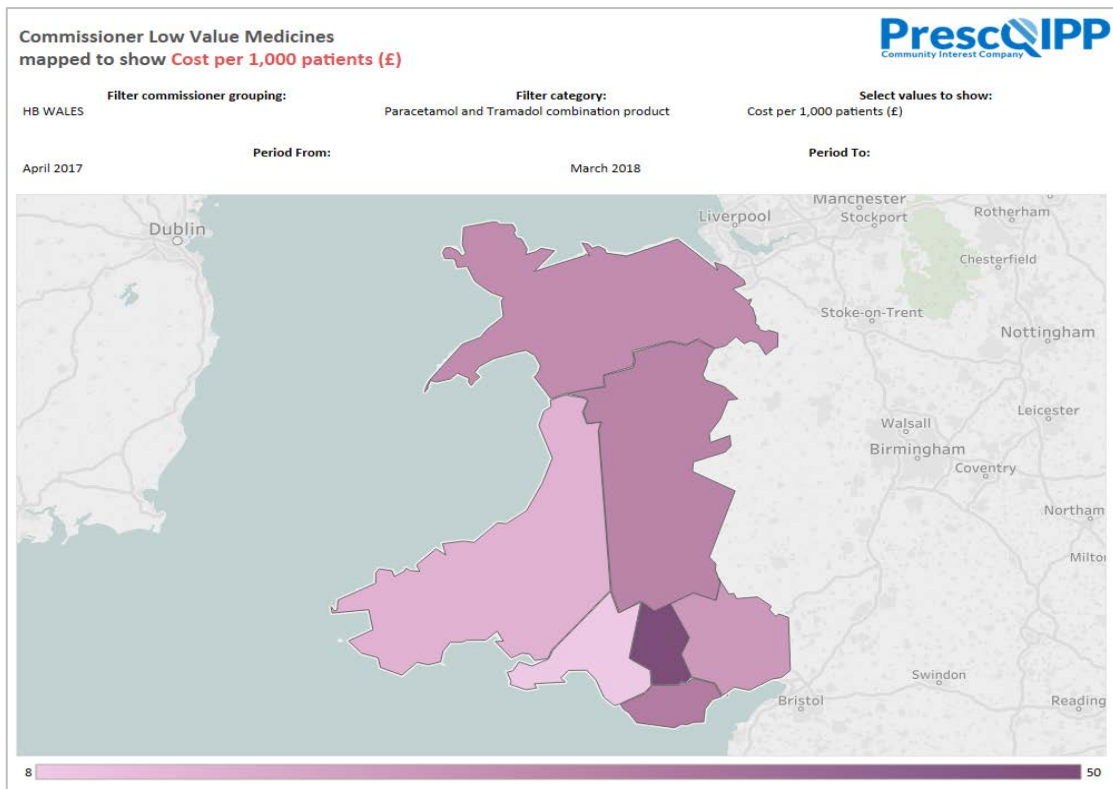 Commissioner Low Value Medicines
mapped to show Cost per 1,000 patients (£)
PrescQIPP
Community Interest Company
Filter commissioner grouping:
Filter category:
Select values to show:
HB WALES
Paracetamol and Tramadol combination product
Cost per 1,000 patients (£)
Period From:
Period To:
April 2017
March 2018
Manchester
Liverpool
Stockport
Rotherham
Dublin
Chesterfield
Stoke-on-Trent
Nottingham
Leicester
Walsall
Birmingham
Coventry
Northam
Milto
Swindon
Bristol
Reading
8
50